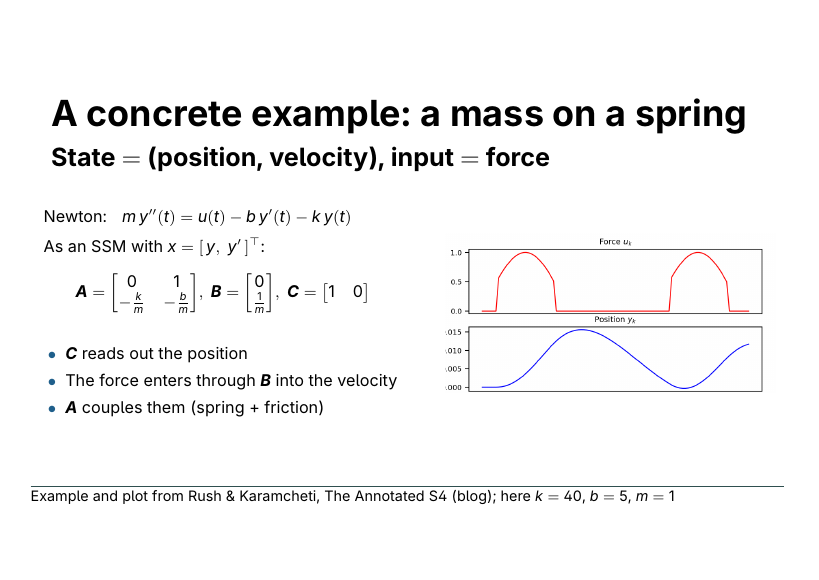 A concrete example: a mass on a spring
State = (position, velocity), input = force
Newton: m y′′(t) = u(t) − b y′(t) − k y(t)
As an SSM with x = [ y, y′ ]⊤:
A = [0 1; −k/m −b/m], B = [0; 1/m], C = [1 0]
• C reads out the position
• The force enters through B into the velocity
• A couples them (spring + friction)
Force uₖ
1.0
0.5
0.0
Position yₖ
.015
.010
.005
.000
Example and plot from Rush & Karamcheti, The Annotated S4 (blog); here k = 40, b = 5, m = 1